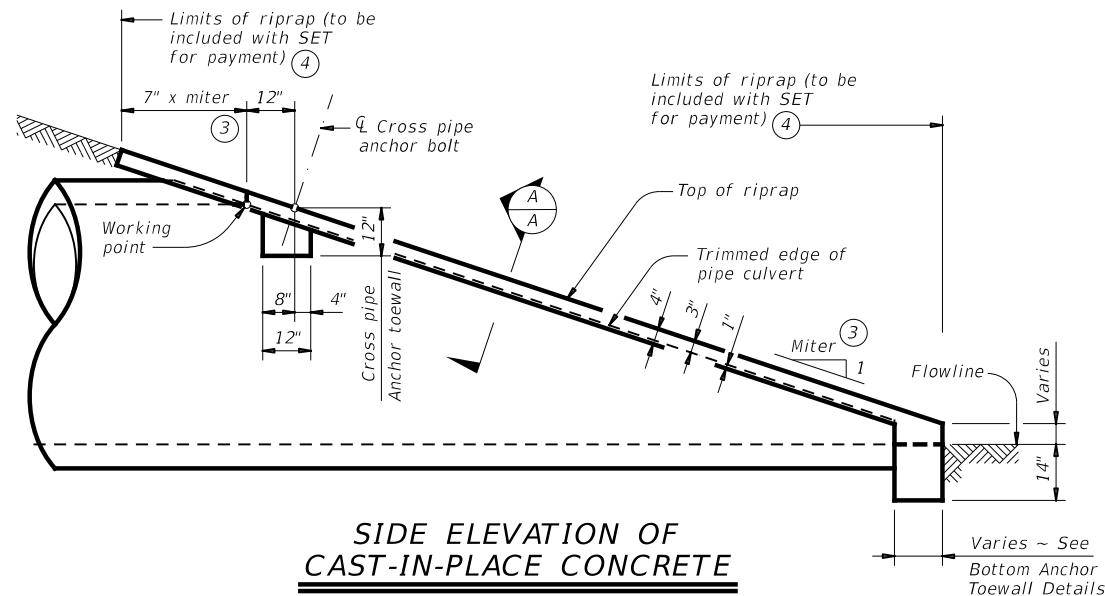 Limits of riprap (to be
included with SET
for payment) 4
7" x miter
12"
3
℄ Cross pipe
anchor bolt
Limits of riprap (to be
included with SET
for payment) 4
A
A
Top of riprap
Working
point
12"
Trimmed edge of
pipe culvert
8"
4"
12"
Cross pipe
Anchor toewall
4"
3"
1"
Miter 3
1
Flowline
Varies
14"
SIDE ELEVATION OF
CAST-IN-PLACE CONCRETE
Varies ~ See
Bottom Anchor
Toewall Details